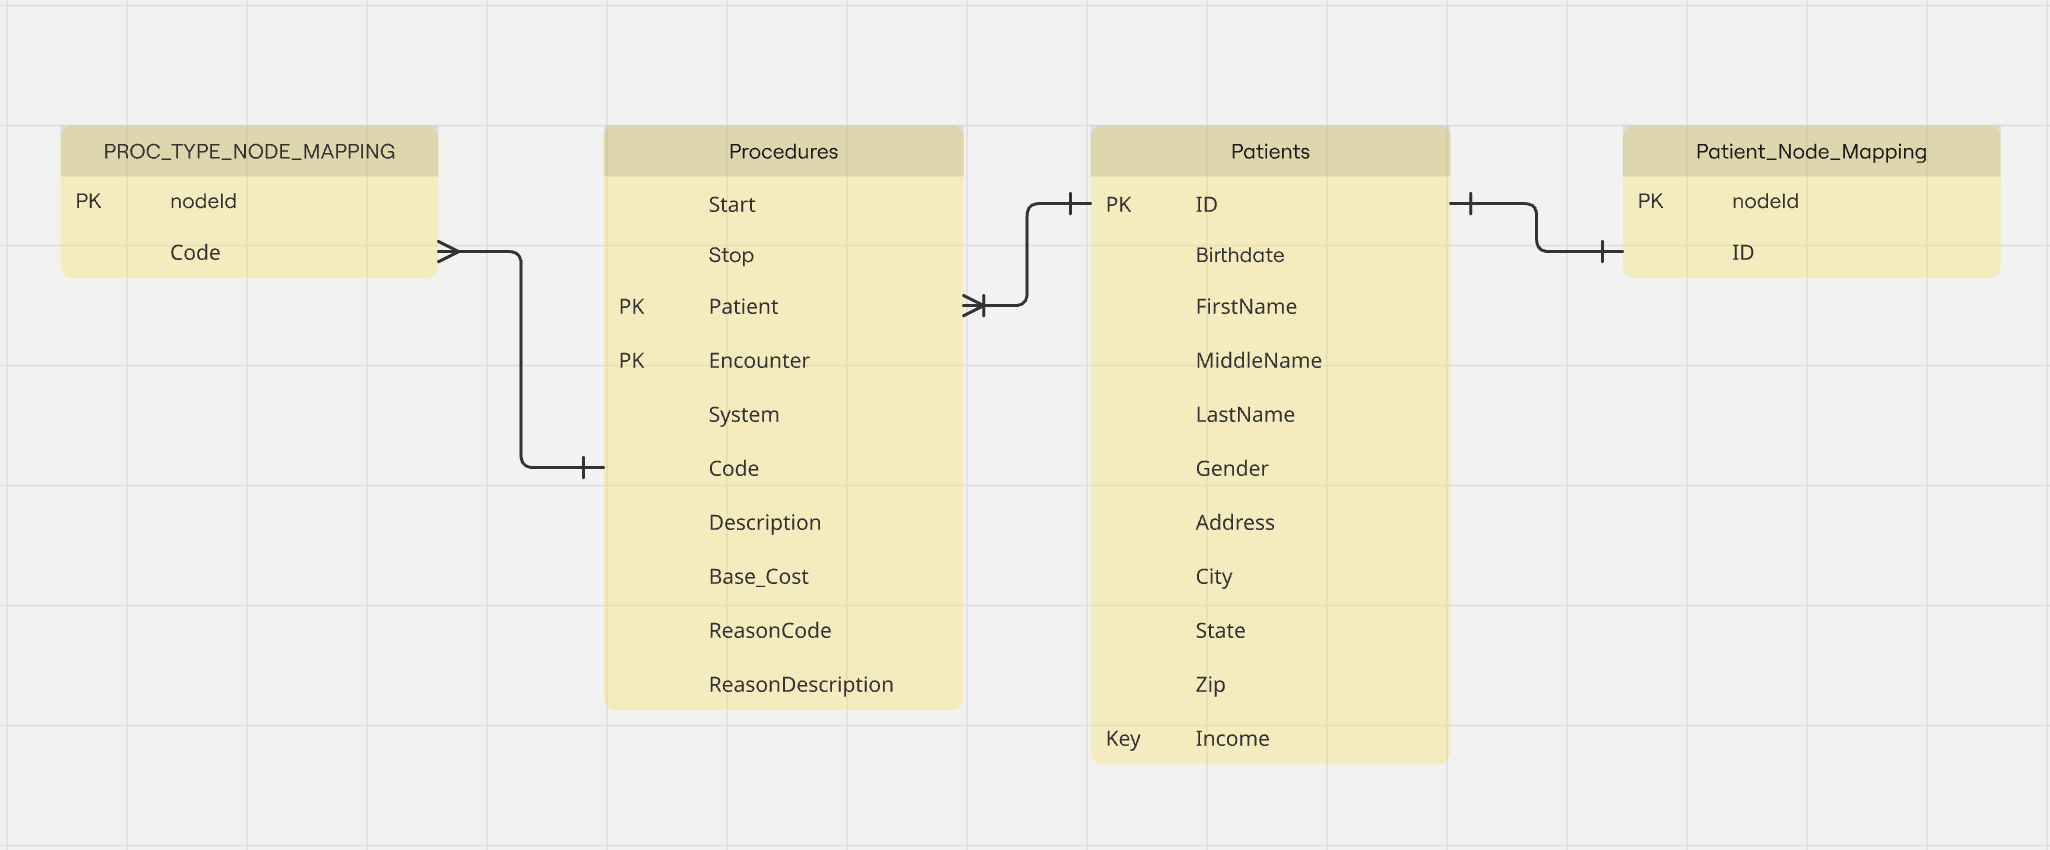 PROC_TYPE_NODE_MAPPING
PK nodeId
Code
Procedures
Start
Stop
PK Patient
PK Encounter
System
Code
Description
Base_Cost
ReasonCode
ReasonDescription
Patients
PK ID
Birthdate
FirstName
MiddleName
LastName
Gender
Address
City
State
Zip
Key Income
Patient_Node_Mapping
PK nodeId
ID